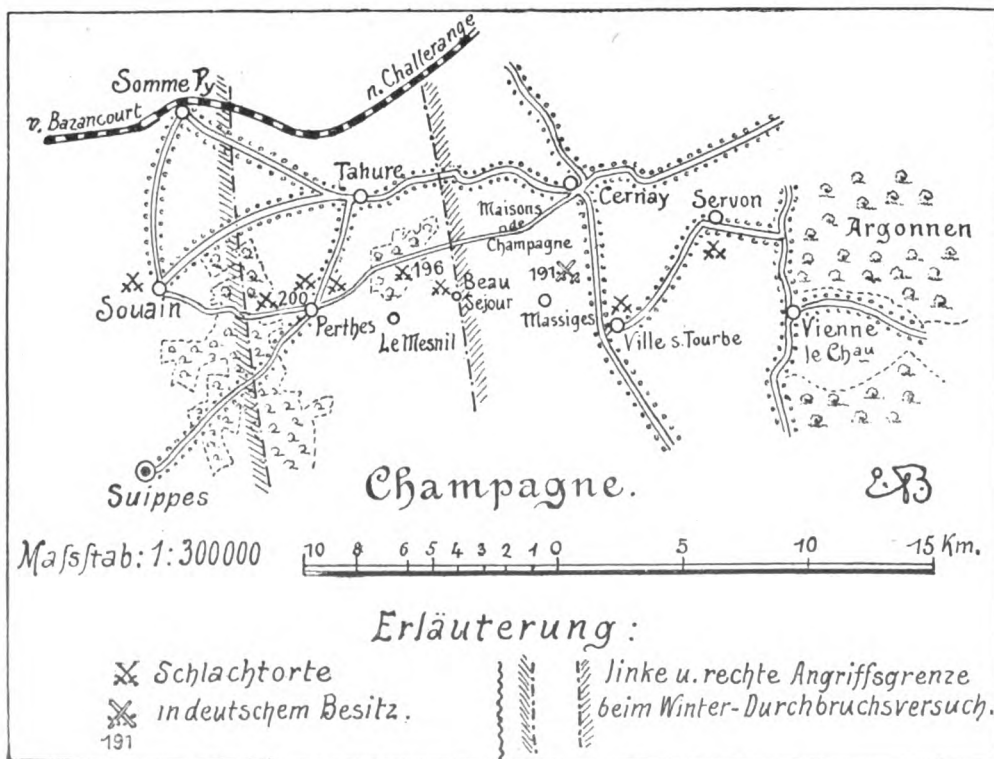 n. Challerange
Somme Py
v. Bazancourt
Tahure
Cernay
Servon
Argonnen
Maisons
de
Champagne
196
191
Beau
Séjour
Souain
200
Perthes
Le Mesnil
Massiges
Ville s. Tourbe
Vienne
le Chau
Suippes
Champagne.
Maſsſtab: 1:300000
10 6 5 4 3 2 1 0 5 10 15 Km.
Erläuterung:
Schlachtorte
in deutschem Besitz.
191
linke u. rechte Angriffsgrenze
beim Winter-Durchbruchsversuch.